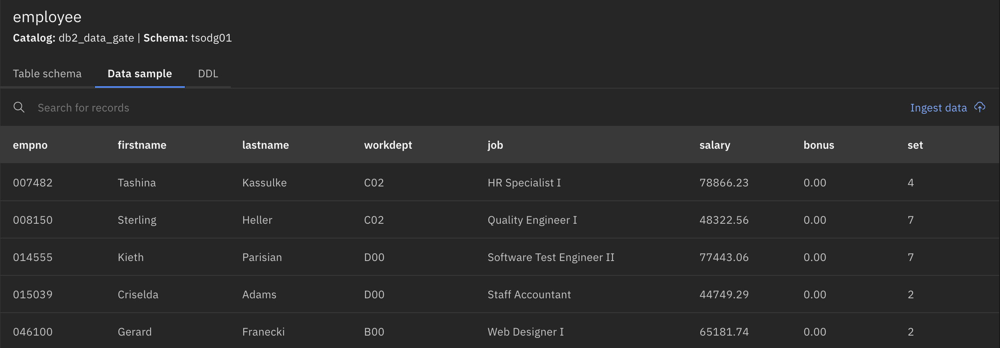 employee
Catalog: db2_data_gate | Schema: tsodg01
Table schema Data sample DDL
Search for records Ingest data
empno firstname lastname workdept job salary bonus set
007482 Tashina Kassulke C02 HR Specialist I 78866.23 0.00 4
008150 Sterling Heller C02 Quality Engineer I 48322.56 0.00 7
014555 Kieth Parisian D00 Software Test Engineer II 77443.06 0.00 7
015039 Criselda Adams D00 Staff Accountant 44749.29 0.00 2
046100 Gerard Franecki B00 Web Designer I 65181.74 0.00 2